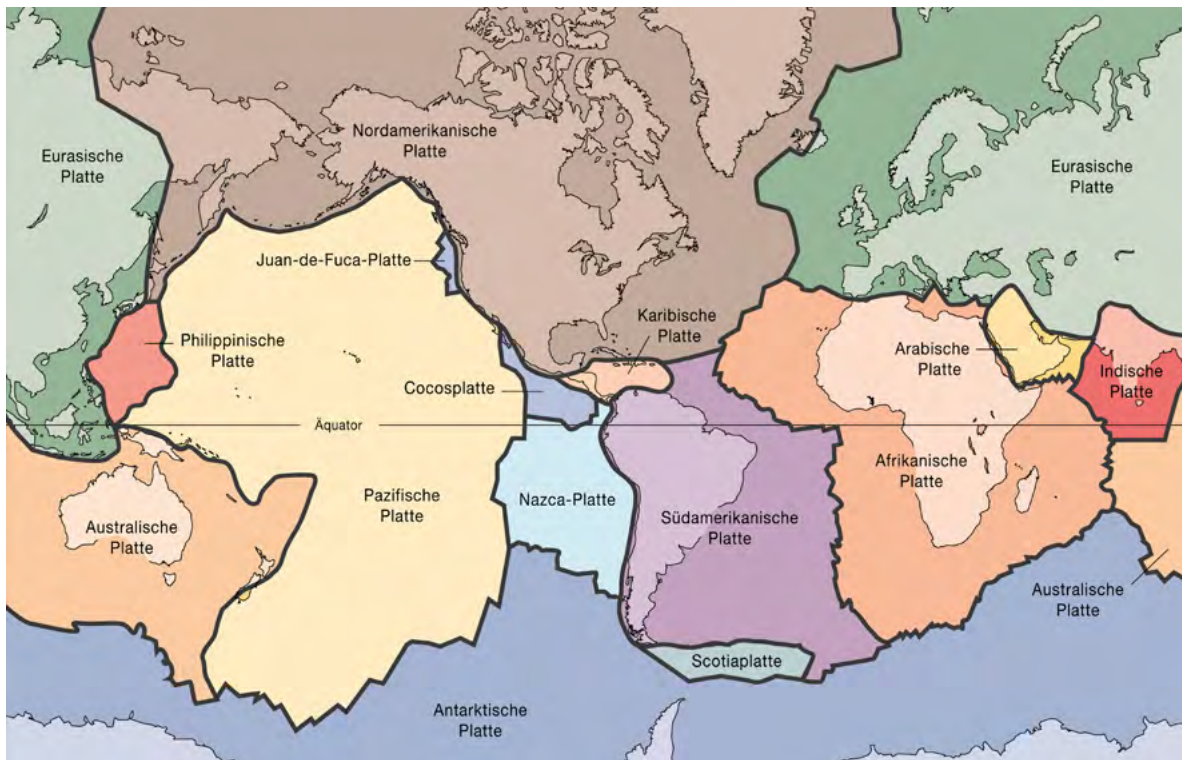 Nordamerikanische
Platte
Eurasische
Platte
Eurasische
Platte
Juan-de-Fuca-Platte
Karibische
Platte
Philippinische
Platte
Arabische
Platte
Indische
Platte
Cocosplatte
Äquator
Afrikanische
Platte
Pazifische
Platte
Nazca-Platte
Südamerikanische
Platte
Australische
Platte
Australische
Platte
Scotiaplatte
Antarktische
Platte